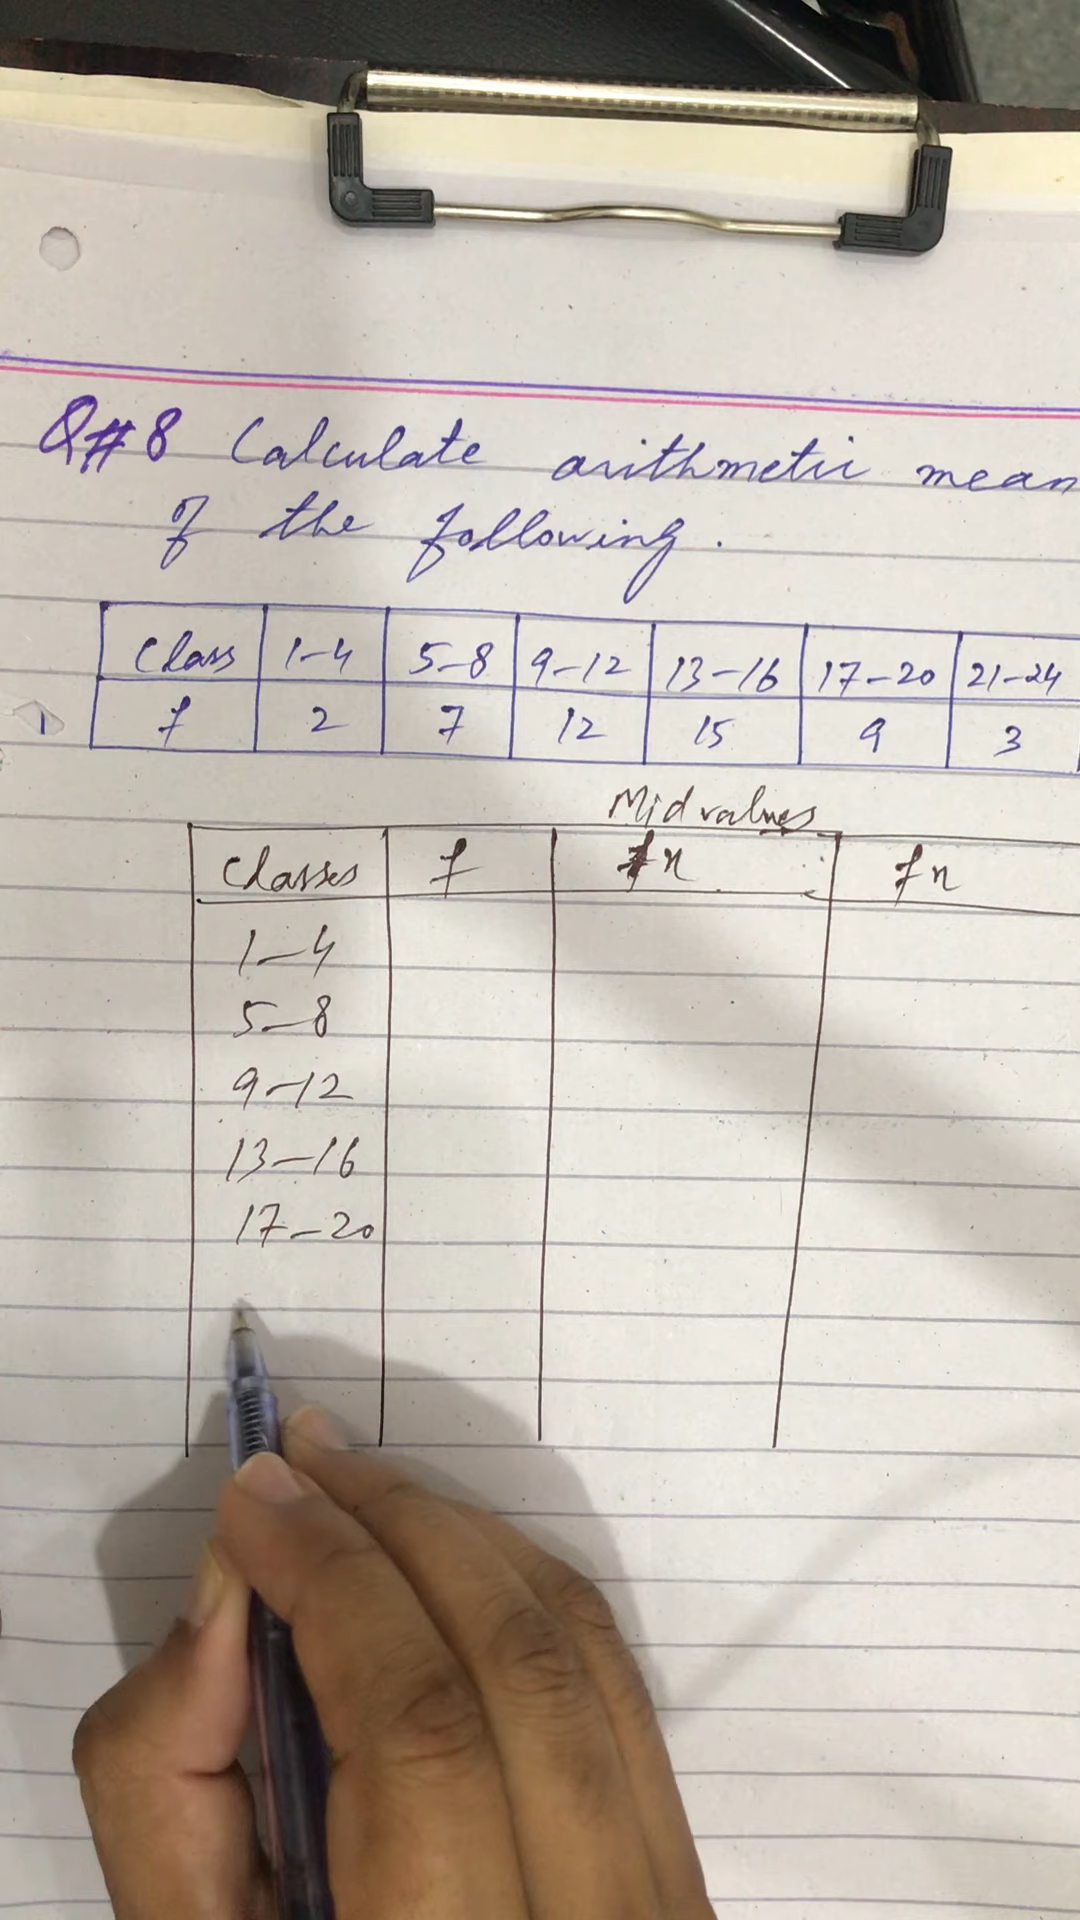 Q#8 Calculate arithmetic mean
of the following.
Class 1-4 5-8 9-12 13-16 17-20 21-24
f 2 7 12 15 9 3
Mid values
Classes f x fx
1-4
5-8
9-12
13-16
17-20